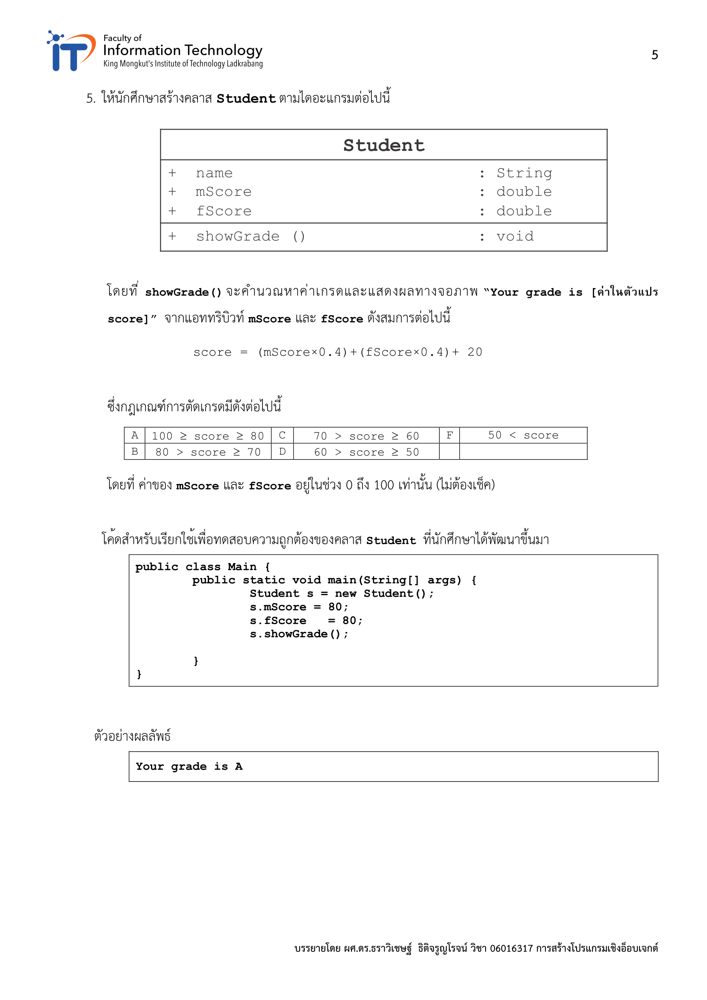 Faculty of
Information Technology
King Mongkut's Institute of Technology Ladkrabang
5
5. ให้นักศึกษาสร้างคลาส Student ตามไดอะแกรมต่อไปนี้
Student
+ name : String
+ mScore : double
+ fScore : double
+ showGrade () : void
โดยที่ showGrade() จะคำนวณหาค่าเกรดและแสดงผลทางจอภาพ “Your grade is [ค่าในตัวแปร
score]” จากแอททริบิวท์ mScore และ fScore ดังสมการต่อไปนี้
score = (mScore×0.4)+(fScore×0.4)+ 20
ซึ่งกฎเกณฑ์การตัดเกรดมีดังต่อไปนี้
A 100 ≥ score ≥ 80 C 70 > score ≥ 60 F 50 < score
B 80 > score ≥ 70 D 60 > score ≥ 50
โดยที่ ค่าของ mScore และ fScore อยู่ในช่วง 0 ถึง 100 เท่านั้น (ไม่ต้องเช็ค)
โค้ดสำหรับเรียกใช้เพื่อทดสอบความถูกต้องของคลาส Student ที่นักศึกษาได้พัฒนาขึ้นมา
public class Main {
public static void main(String[] args) {
Student s = new Student();
s.mScore = 80;
s.fScore   = 80;
s.showGrade();
}
}
ตัวอย่างผลลัพธ์
Your grade is A
บรรยายโดย ผศ.ดร.ธราวิเชษฐ์ ธิติจรูญโรจน์ วิชา 06016317 การสร้างโปรแกรมเชิงอ็อบเจกต์